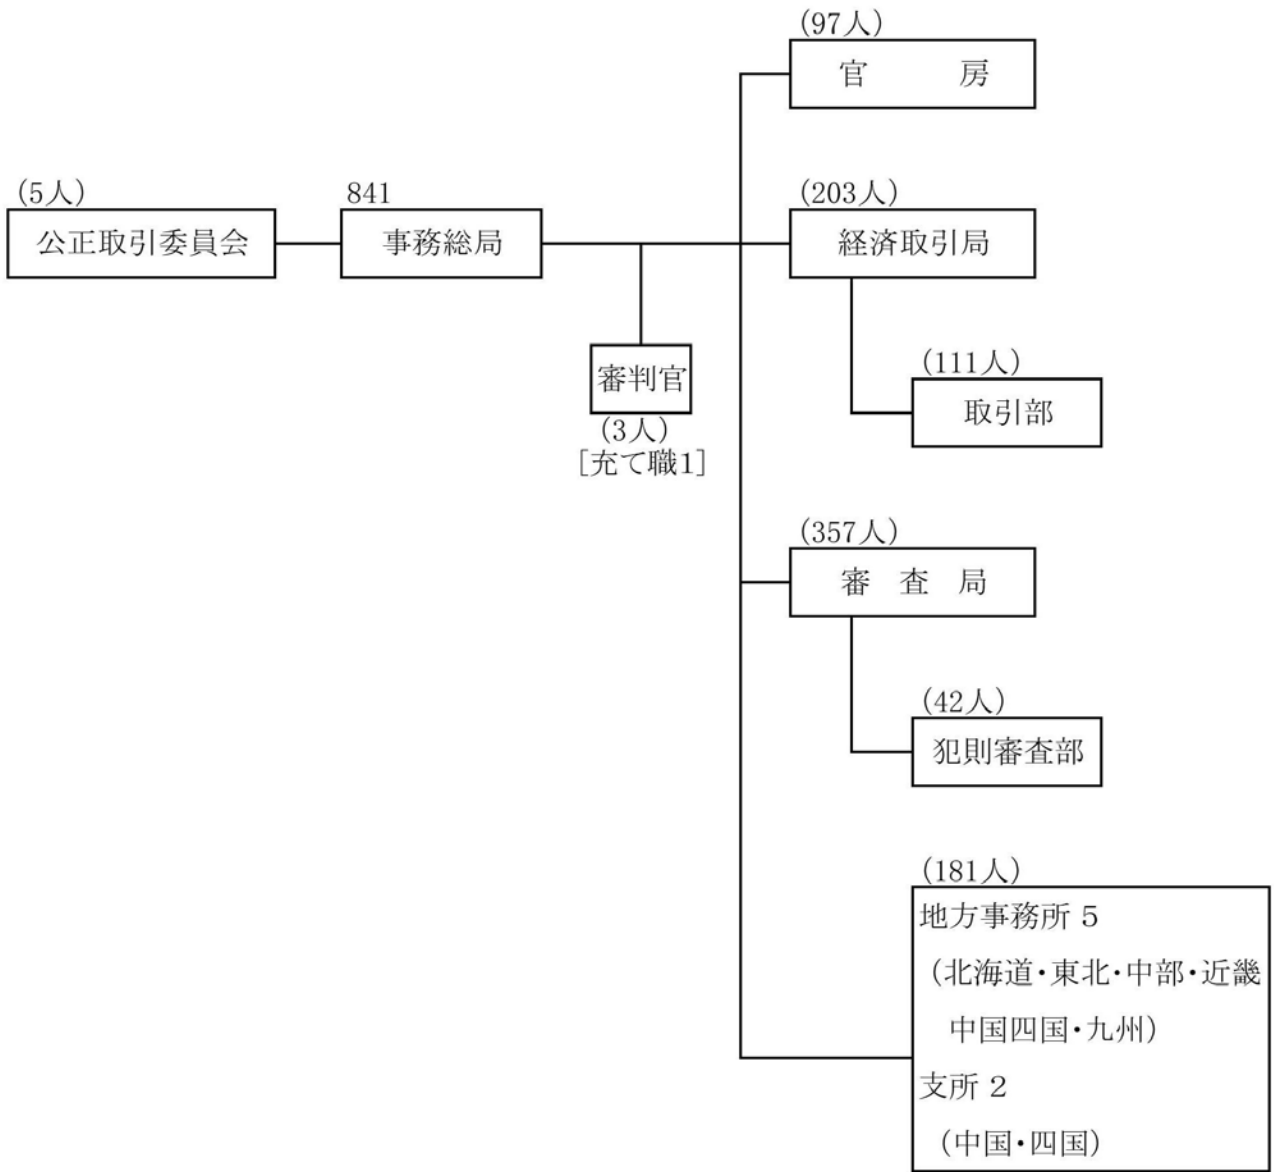 (97人)
官房
(5人)
公正取引委員会
841
事務総局
(203人)
経済取引局
審判官
(3人)
[充て職1]
(111人)
取引部
(357人)
審査局
(42人)
犯則審査部
(181人)
地方事務所 5
(北海道・東北・中部・近畿
中国四国・九州)
支所 2
(中国・四国)